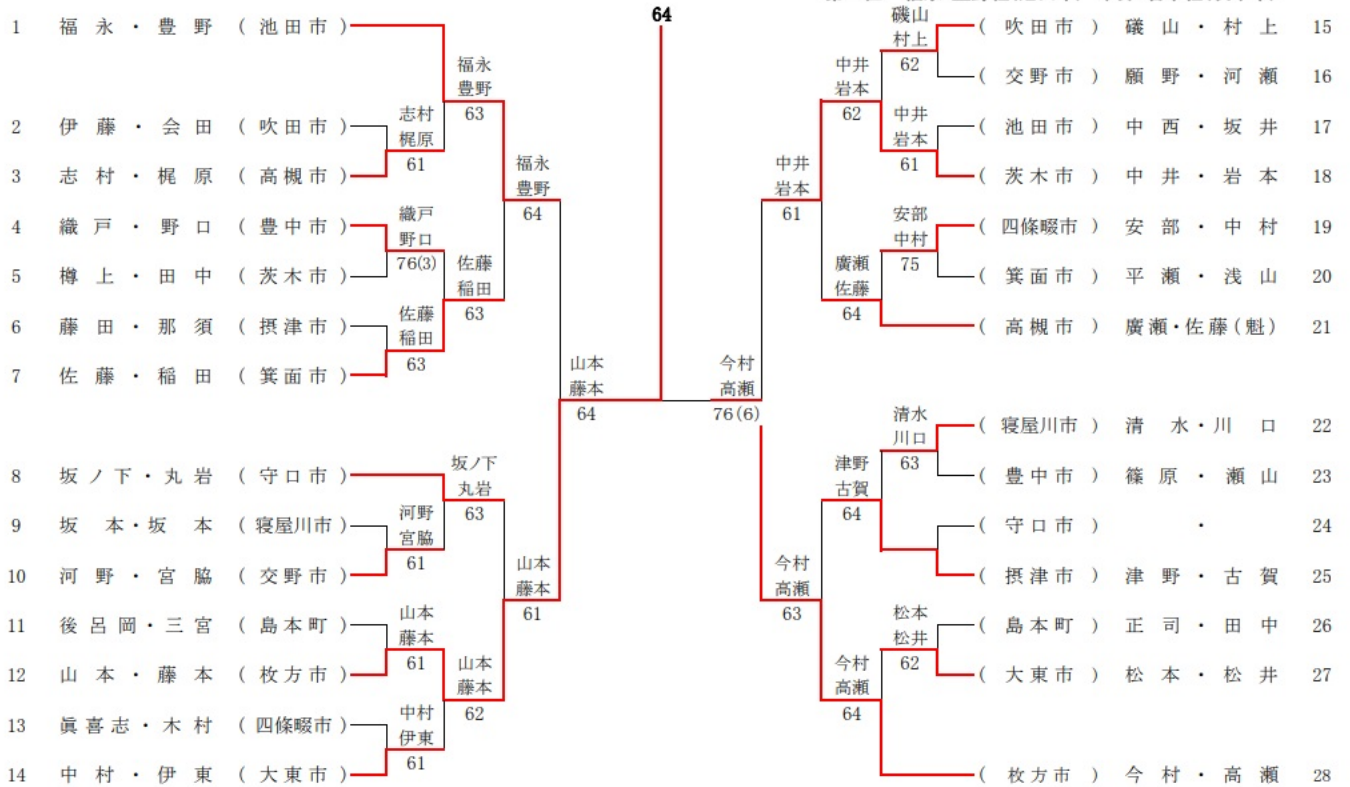 64
1 福永・豊野 (池田市)
2 伊藤・会田 (吹田市)
3 志村・梶原 (高槻市)
4 織戸・野口 (豊中市)
5 樽上・田中 (茨木市)
6 藤田・那須 (摂津市)
7 佐藤・稲田 (箕面市)
8 坂ノ下・丸岩 (守口市)
9 坂本・坂本 (寝屋川市)
10 河野・宮脇 (交野市)
11 後呂岡・三宮 (島本町)
12 山本・藤本 (枚方市)
13 眞喜志・木村 (四條畷市)
14 中村・伊東 (大東市)
志村
梶原
61
織戸
野口
76(3)
佐藤
稲田
63
河野
宮脇
61
山本
藤本
61
中村
伊東
61
福永
豊野
63
佐藤
稲田
63
坂ノ下
丸岩
63
山本
藤本
62
福永
豊野
64
山本
藤本
61
山本
藤本
64
今村
高瀬
76(6)
中井
岩本
61
今村
高瀬
63
中井
岩本
62
廣瀬
佐藤
64
津野
古賀
64
今村
高瀬
64
磯山
村上
62
中井
岩本
61
安部
中村
75
清水
川口
63
松本
松井
62
(吹田市) 礒山・村上 15
(交野市) 願野・河瀬 16
(池田市) 中西・坂井 17
(茨木市) 中井・岩本 18
(四條畷市) 安部・中村 19
(箕面市) 平瀬・浅山 20
(高槻市) 廣瀬・佐藤(魁) 21
(寝屋川市) 清水・川口 22
(豊中市) 篠原・瀬山 23
(守口市) ・ 24
(摂津市) 津野・古賀 25
(島本町) 正司・田中 26
(大東市) 松本・松井 27
(枚方市) 今村・高瀬 28